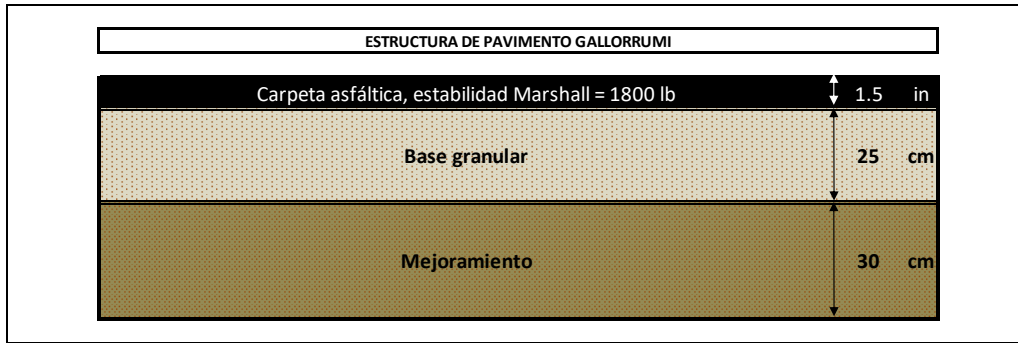 ESTRUCTURA DE PAVIMENTO GALLORRUMI
Carpeta asfáltica, estabilidad Marshall = 1800 lb 1.5 in
Base granular 25 cm
Mejoramiento 30 cm